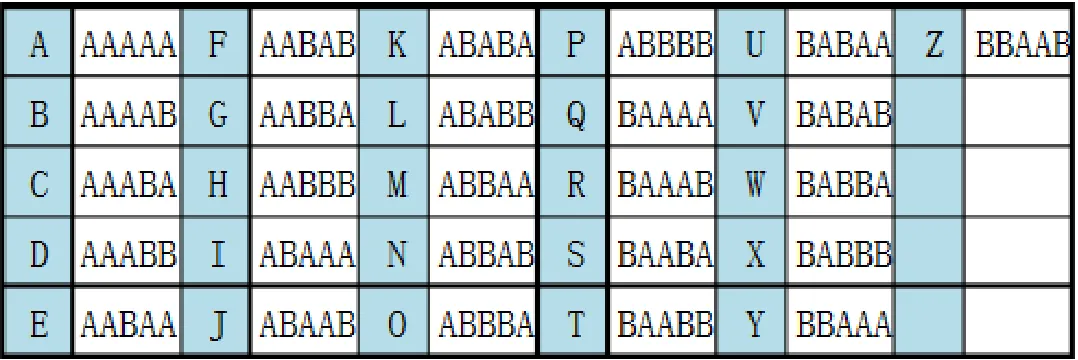 A AAAAA F AABAB K ABABA P ABBBB U BABAA Z BBAAB
B AAAAB G AABBA L ABABB Q BAAAA V BABAB
C AAABA H AABBB M ABBAA R BAAAB W BABBA
D AAABB I ABAAA N ABBAB S BAABA X BABBB
E AABAA J ABAAB O ABBBA T BAABB Y BBAAA